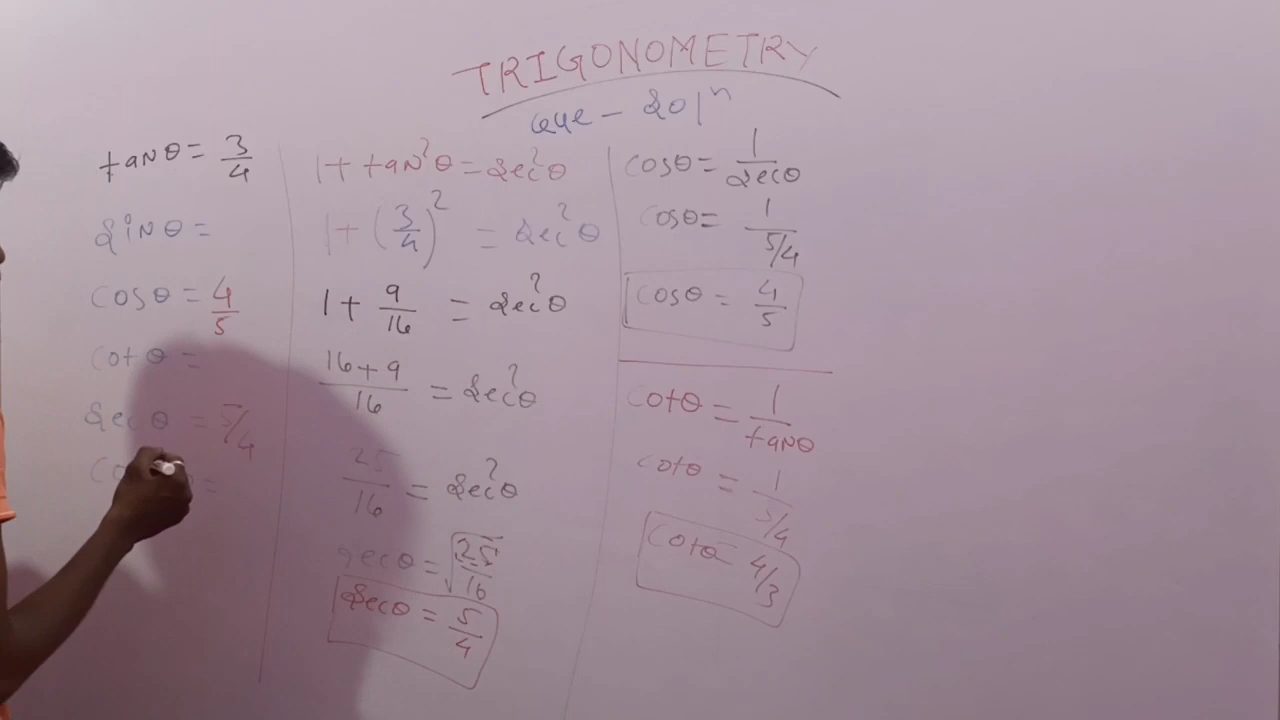 TRIGONOMETRY
Que - Solⁿ
tanθ = 3/4
sinθ =
cosθ = 4/5
cotθ =
secθ = 5/4
1 + tan²θ = sec²θ
1 + (3/4)² = sec²θ
1 + 9/16 = sec²θ
16+9/16 = sec²θ
25/16 = sec²θ
secθ = √25/16
secθ = 5/4
cosθ = 1/secθ
cosθ = 1/5/4
cosθ = 4/5
cotθ = 1/tanθ
cotθ = 1/5/4
cotθ = 4/3